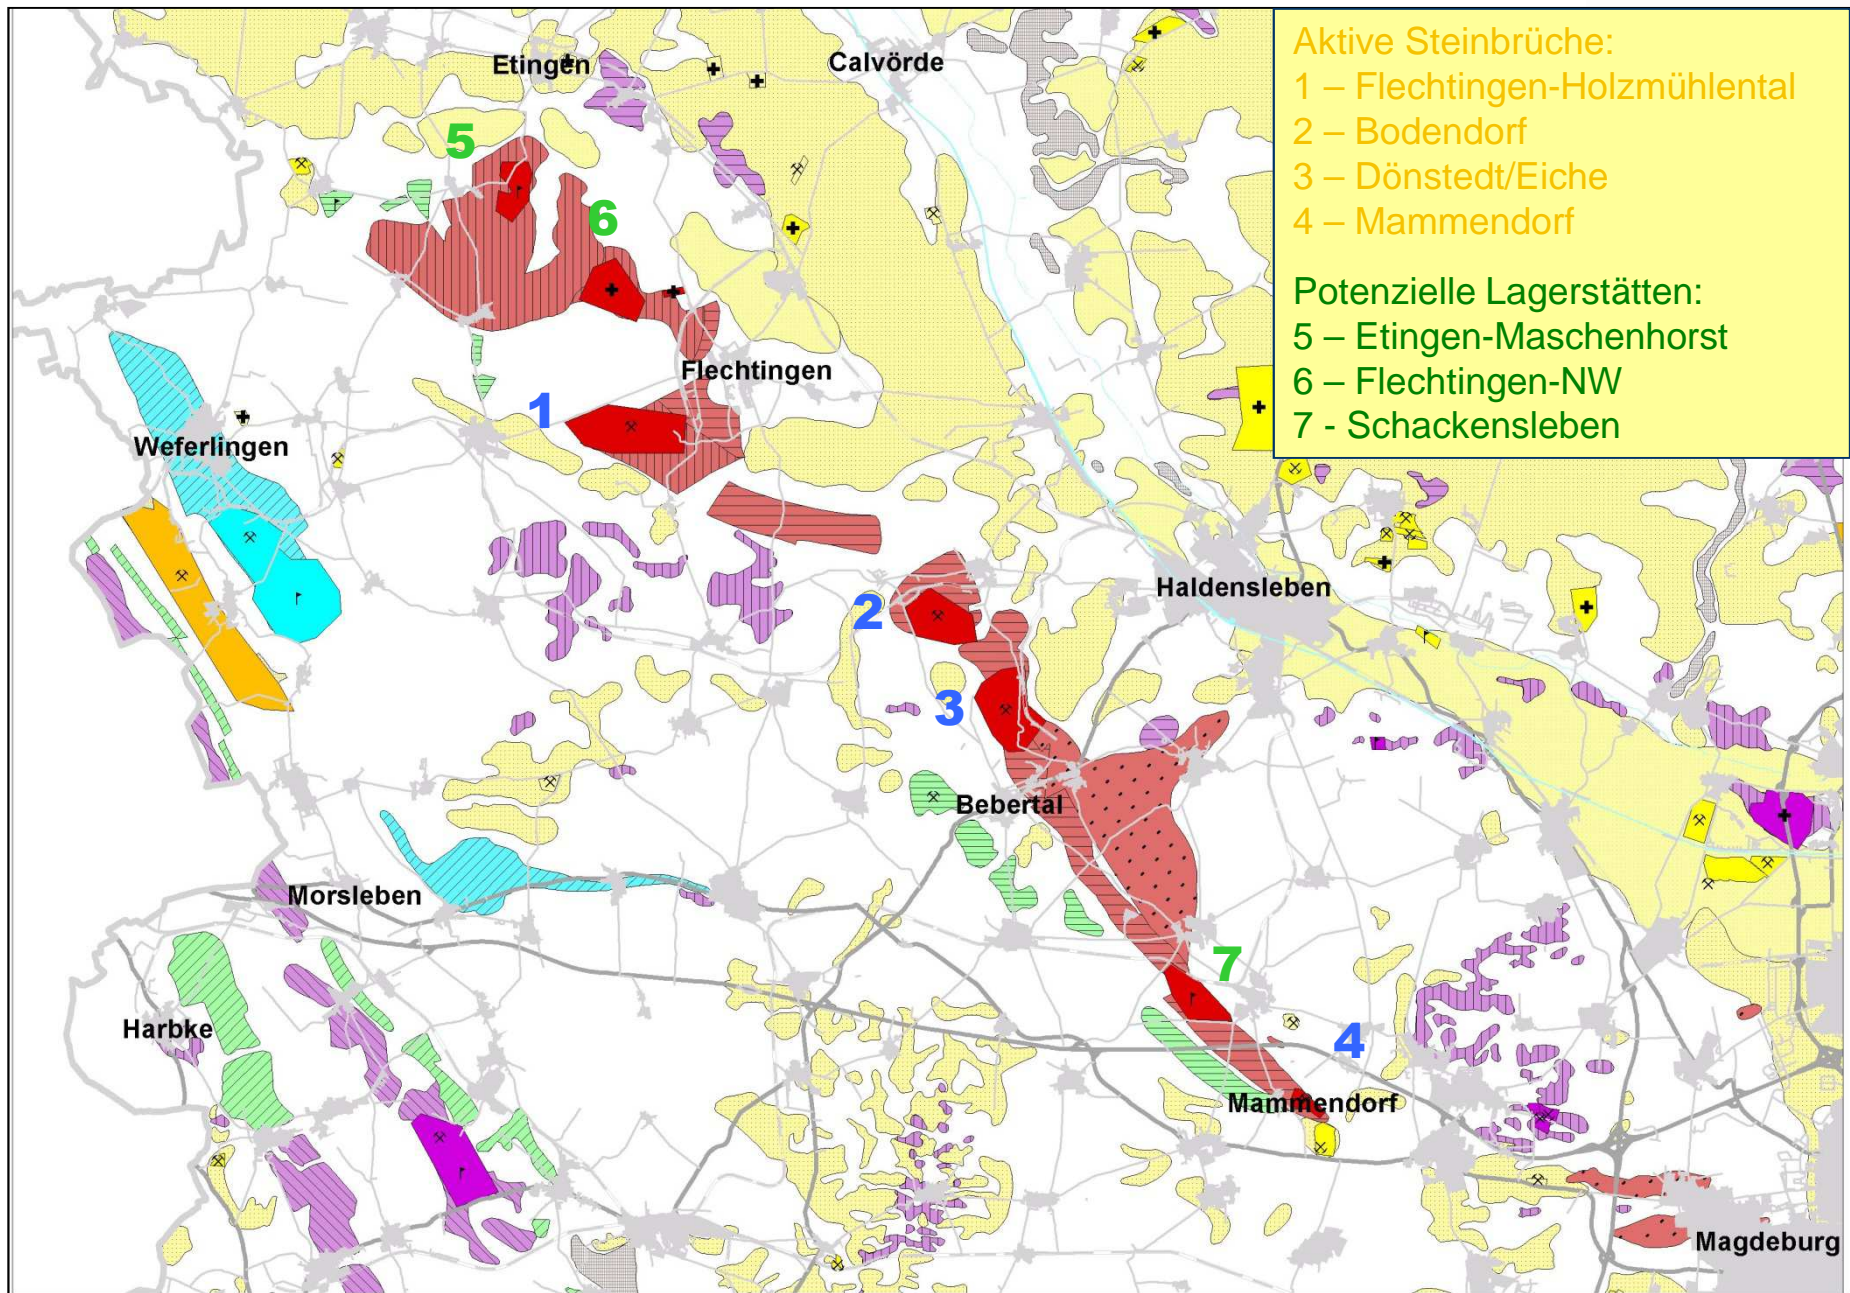 Aktive Steinbrüche:
1 – Flechtingen-Holzmühlental
2 – Bodendorf
3 – Dönstedt/Eiche
4 – Mammendorf
Potenzielle Lagerstätten:
5 – Etingen-Maschenhorst
6 – Flechtingen-NW
7 - Schackensleben
Etingen
Calvörde
5
6
Flechtingen
1
Weferlingen
2
Haldensleben
3
Bebertal
Morsleben
7
Harbke
4
Mammendorf
Magdeburg